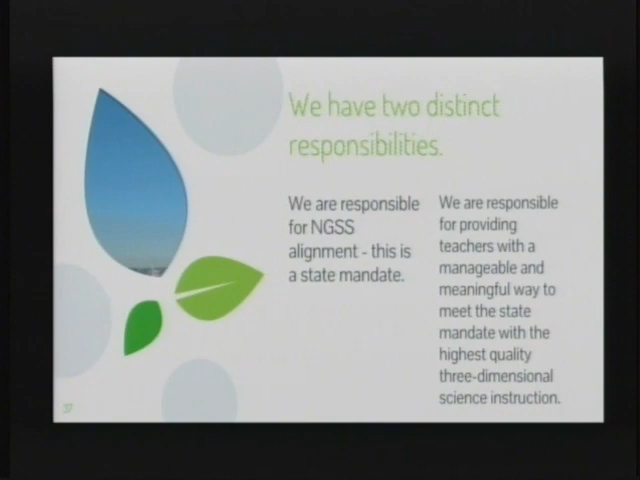 We have two distinct
responsibilities.
We are responsible
for NGSS
alignment - this is
a state mandate.
We are responsible
for providing
teachers with a
manageable and
meaningful way to
meet the state
mandate with the
highest quality
three-dimensional
science instruction.
37